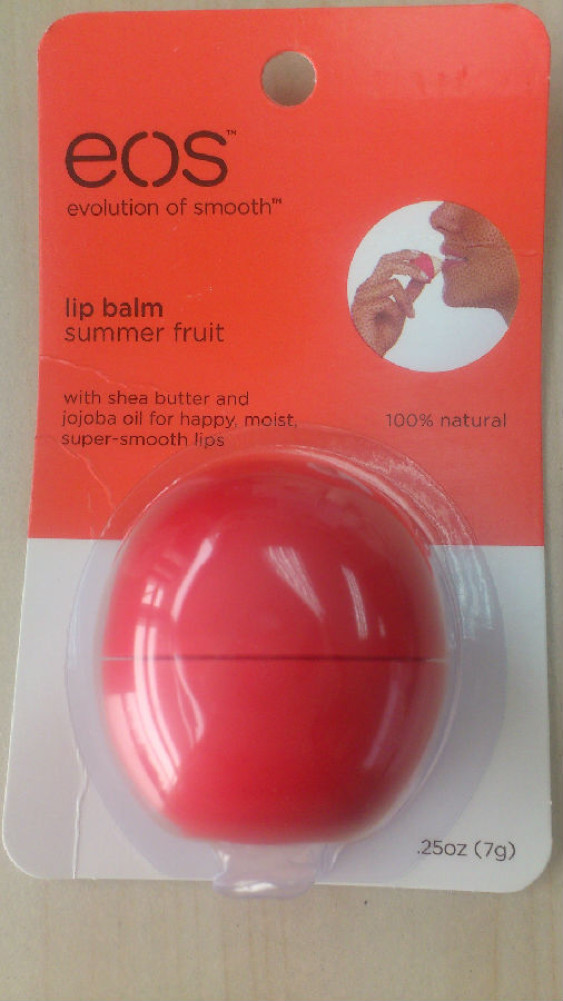 eos™
evolution of smooth™
lip balm
summer fruit
with shea butter and
jojoba oil for happy, moist,
super-smooth lips
100% natural
.25oz (7g)